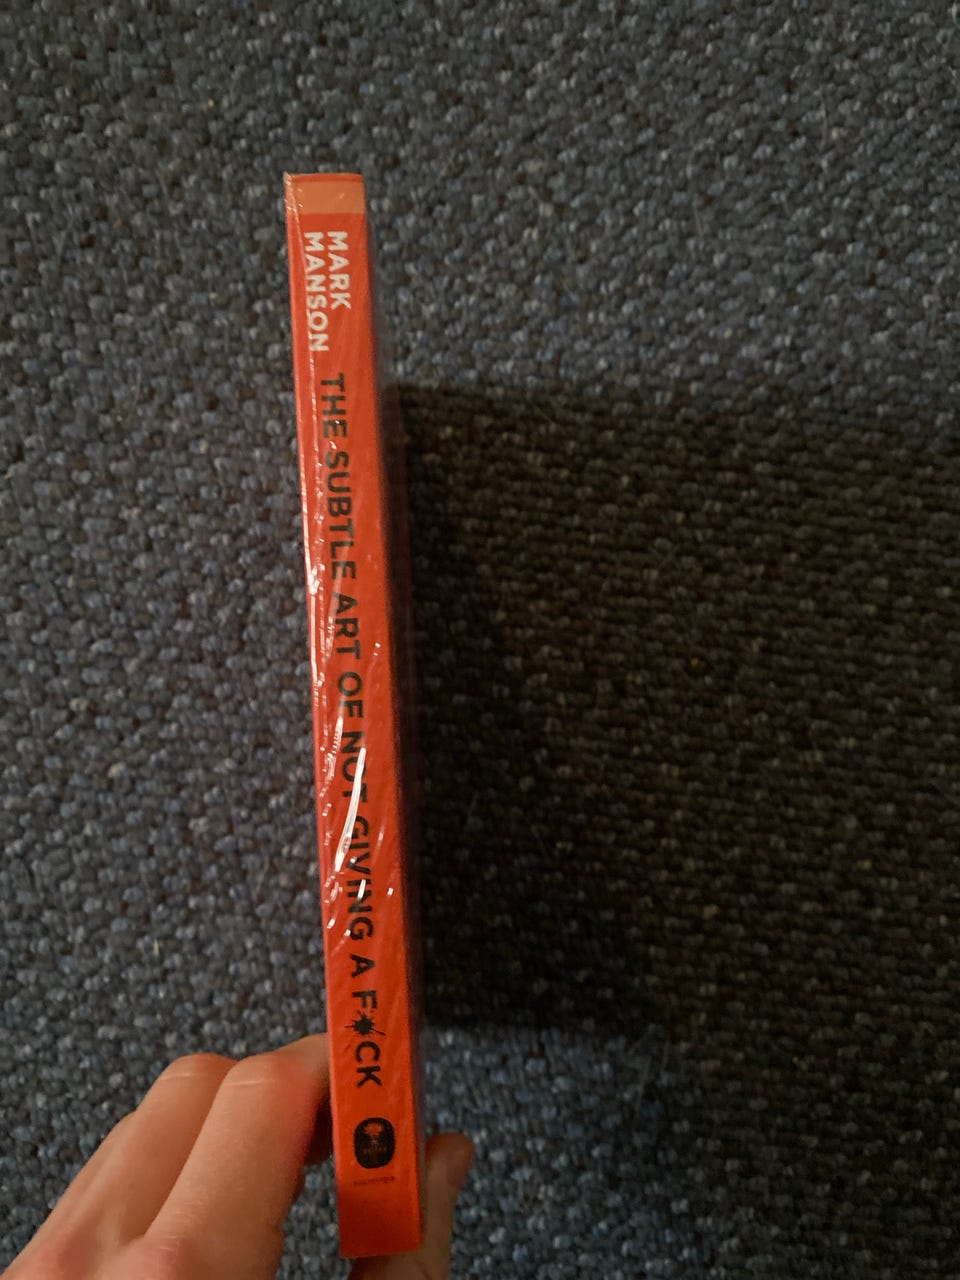 MARK
MANSON
THE SUBTLE ART OF NOT GIVING A F*CK